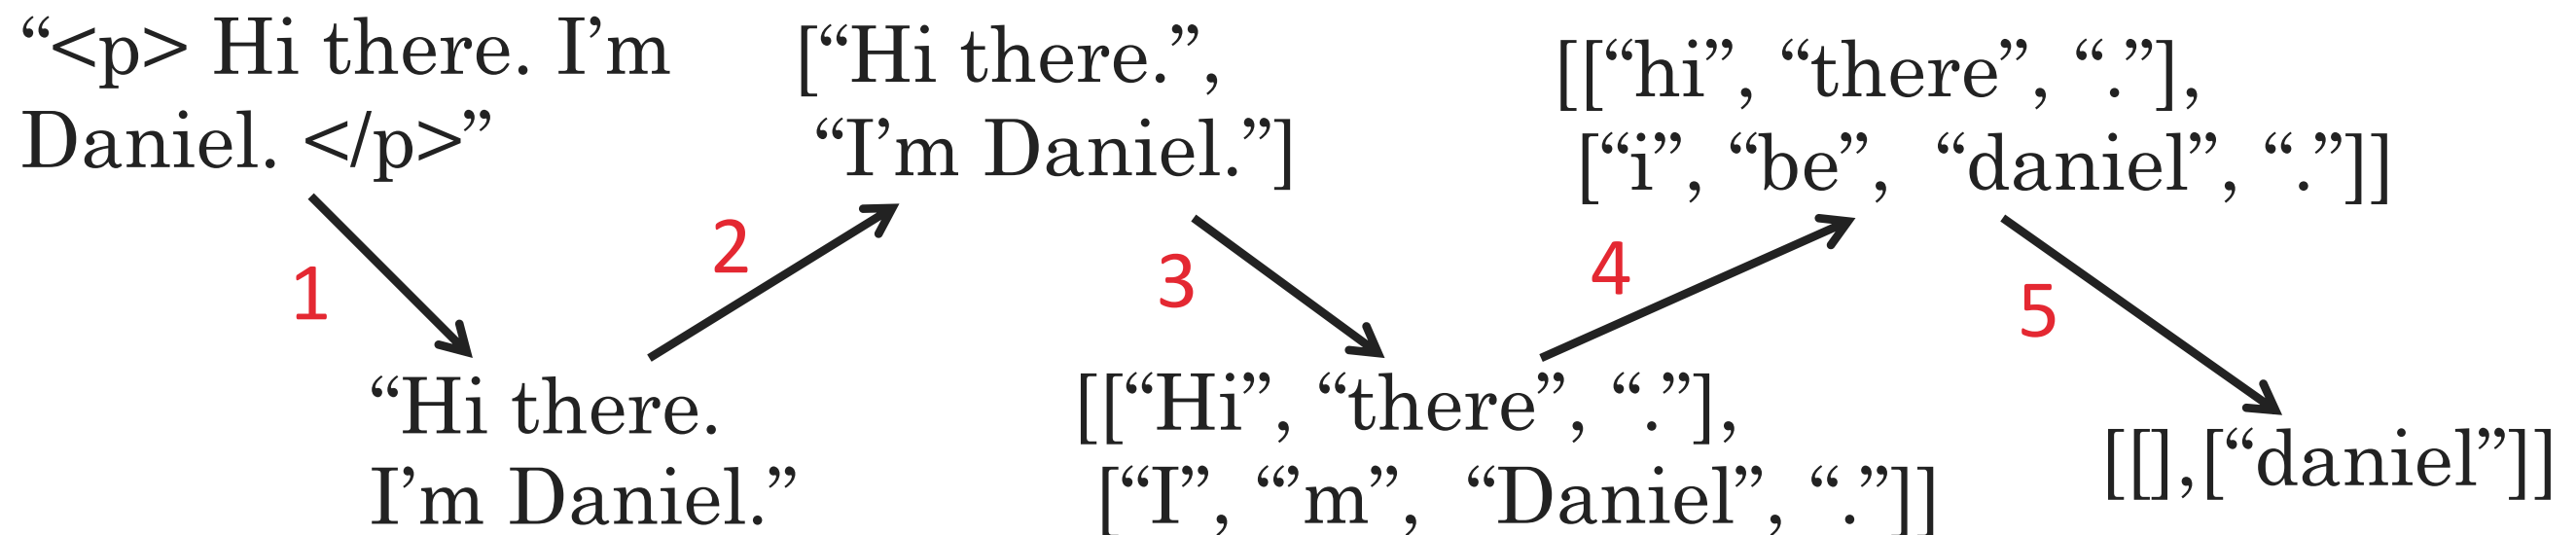 “<p> Hi there. I’m
Daniel. </p>”
1
“Hi there.
I’m Daniel.”
2
[“Hi there.”,
“I’m Daniel.”]
3
[[“Hi”, “there”, “.”],
[“I”, “’m”, “Daniel”, “.”]]
4
[[“hi”, “there”, “.”],
[“i”, “be”, “daniel”, “.”]]
5
[[],[“daniel”]]